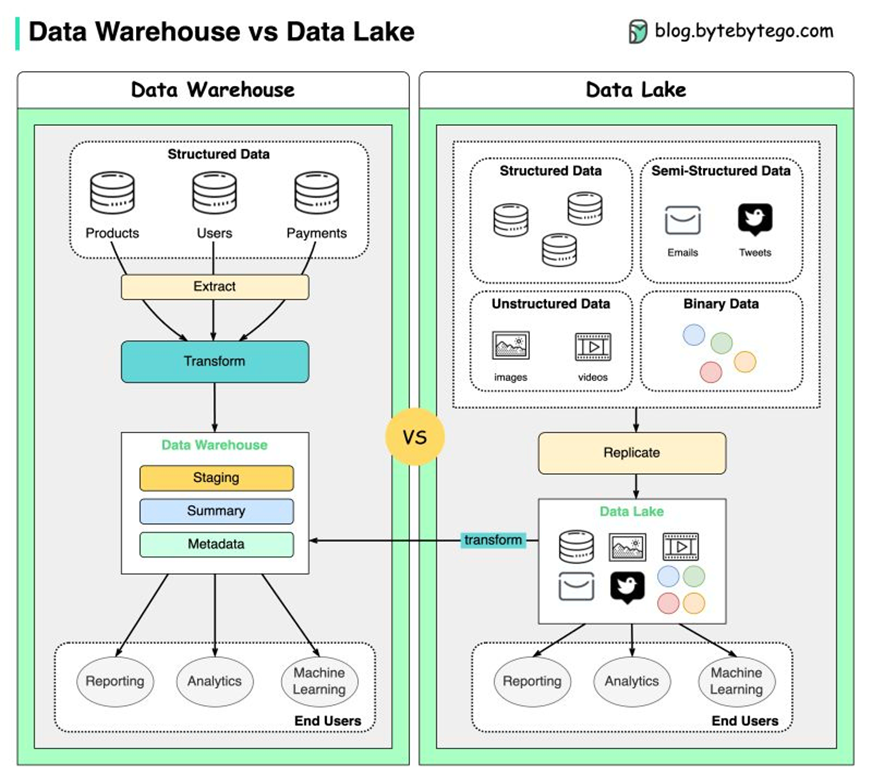 Data Warehouse vs Data Lake
blog.bytebytego.com
Data Warehouse
Structured Data
Products
Users
Payments
Extract
Transform
Data Warehouse
Staging
Summary
Metadata
Reporting
Analytics
Machine
Learning
End Users
VS
Data Lake
Structured Data
Semi-Structured Data
Emails
Tweets
Unstructured Data
images
videos
Binary Data
Replicate
Data Lake
transform
Reporting
Analytics
Machine
Learning
End Users